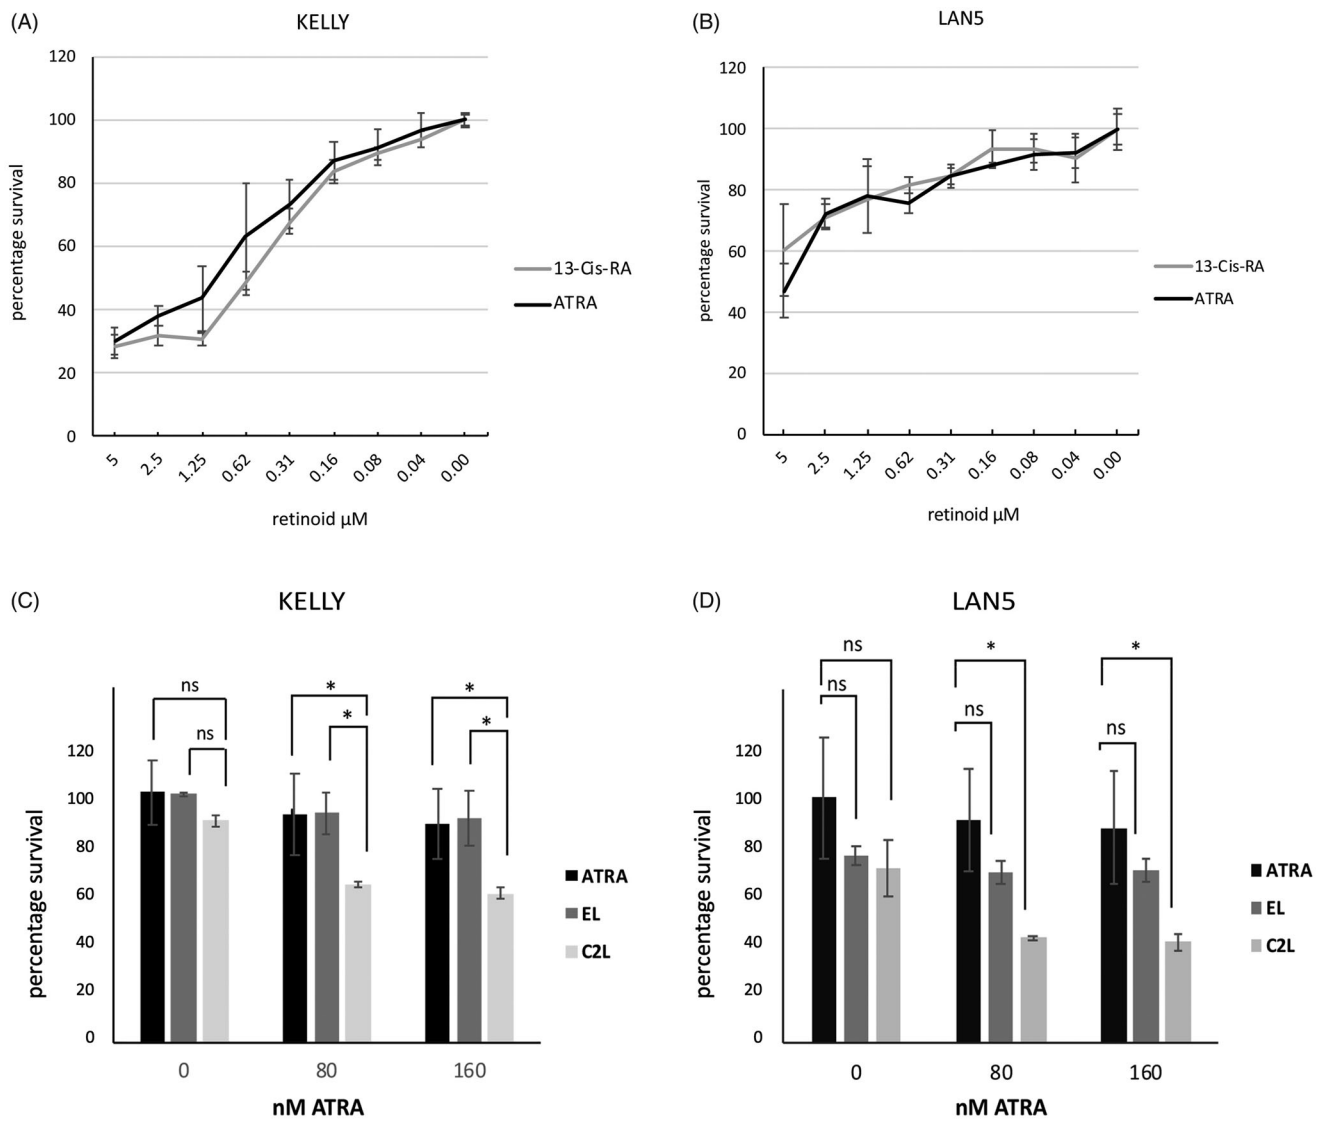 (A)
KELLY
120
100
80
60
40
20
0
percentage survival
5
2.5
1.25
0.62
0.31
0.16
0.08
0.04
0.00
retinoid µM
13-Cis-RA
ATRA
(B)
LAN5
120
100
80
60
40
20
0
percentage survival
5
2.5
1.25
0.62
0.31
0.16
0.08
0.04
0.00
retinoid µM
13-Cis-RA
ATRA
(C)
KELLY
ns
ns
*
*
*
*
120
100
80
60
40
20
0
percentage survival
0
80
160
nM ATRA
ATRA
EL
C2L
(D)
LAN5
ns
ns
*
ns
*
ns
120
100
80
60
40
20
0
percentage survival
0
80
160
nM ATRA
ATRA
EL
C2L